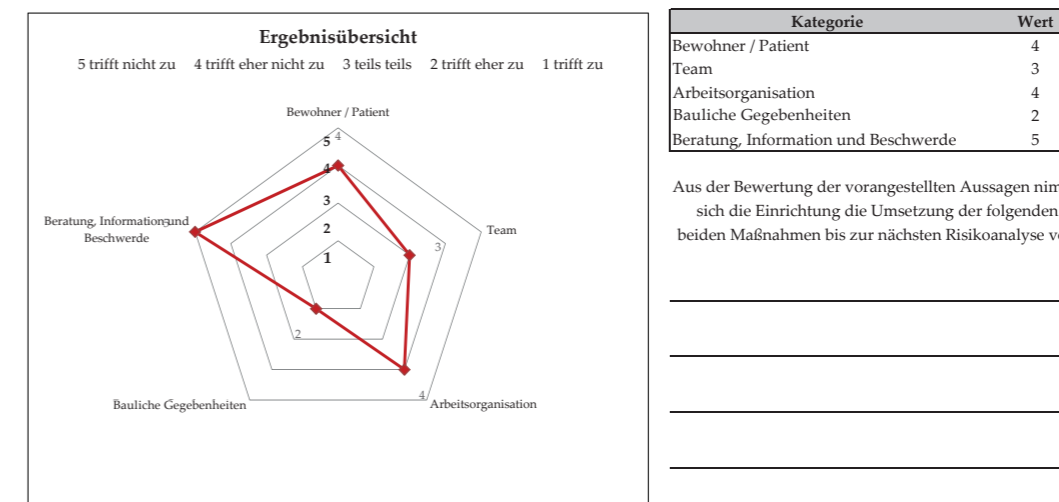 Ergebnisübersicht
5 trifft nicht zu 4 trifft eher nicht zu 3 teils teils 2 trifft eher zu 1 trifft zu
Bewohner / Patient
5 4
4
3
2
1
Team
3
Arbeitsorganisation
4
Bauliche Gegebenheiten
2
Beratung, Information und
Beschwerde
5
Kategorie Wert
Bewohner / Patient 4
Team 3
Arbeitsorganisation 4
Bauliche Gegebenheiten 2
Beratung, Information und Beschwerde 5
Aus der Bewertung der vorangestellten Aussagen
sich die Einrichtung die Umsetzung der folgenden
beiden Maßnahmen bis zur nächsten Risikoanalyse